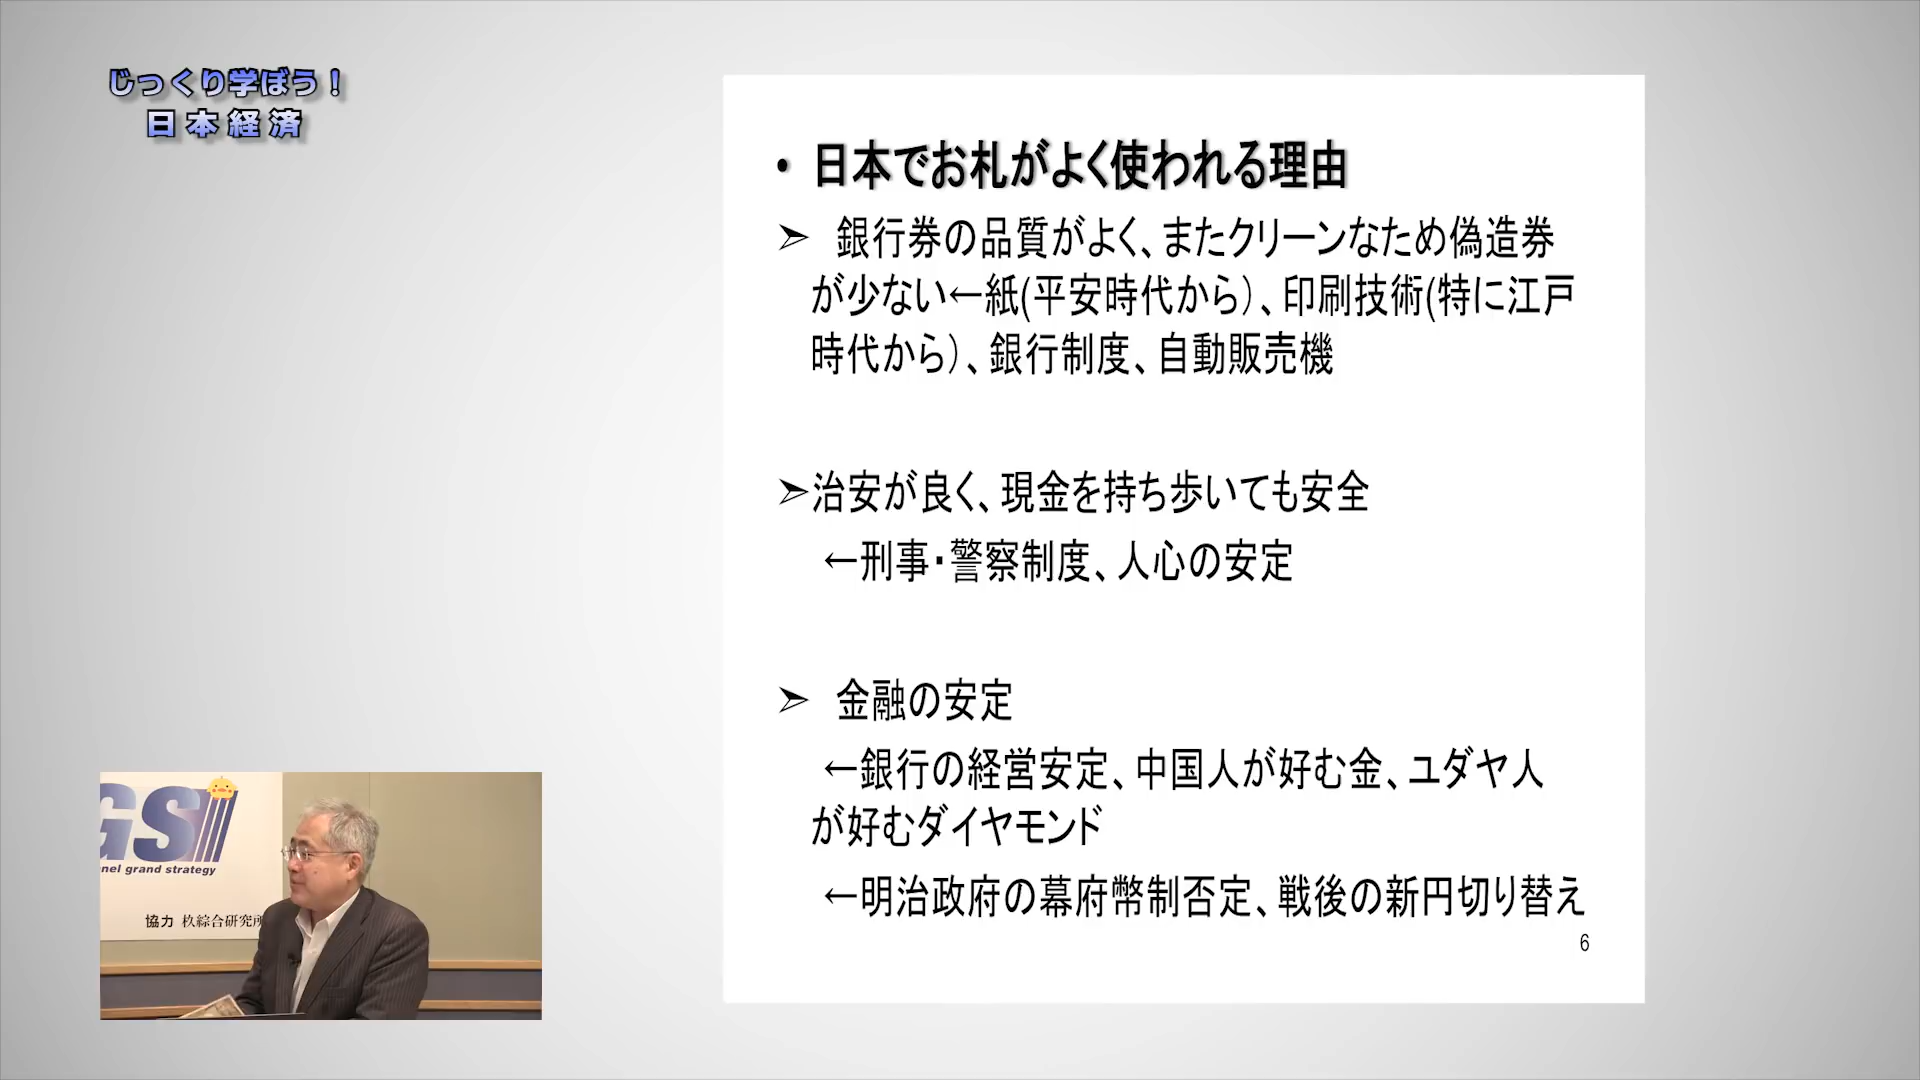 じっくり学ぼう！
日本経済
• 日本でお札がよく使われる理由
➢ 銀行券の品質がよく、またクリーンなため偽造券
が少ない←紙(平安時代から）、印刷技術(特に江戸
時代から）、銀行制度、自動販売機
➢治安が良く、現金を持ち歩いても安全
←刑事・警察制度、人心の安定
➢ 金融の安定
←銀行の経営安定、中国人が好む金、ユダヤ人
が好むダイヤモンド
←明治政府の幕府幣制否定、戦後の新円切り替え
6
GS
nel grand strategy
協力 杦綜合研究所